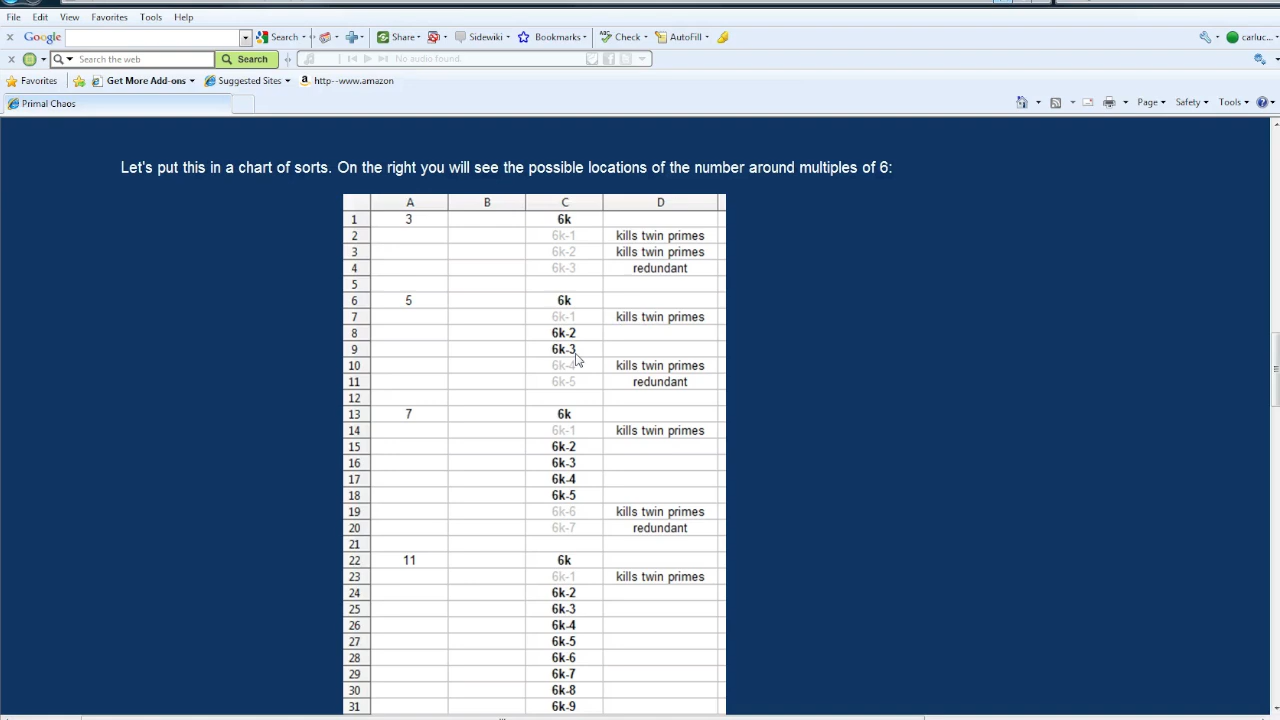 File Edit View Favorites Tools Help
Google Search Share Sidewiki Bookmarks Check AutoFill carluc...
Search the web Search No audio found.
Favorites Get More Add-ons Suggested Sites http--www.amazon
Primal Chaos Page Safety Tools
Let's put this in a chart of sorts. On the right you will see the possible locations of the number around multiples of 6:
A B C D
1 3 6k
2 6k-1 kills twin primes
3 6k-2 kills twin primes
4 6k-3 redundant
5
6 5 6k
7 6k-1 kills twin primes
8 6k-2
9 6k-3
10 6k-4 kills twin primes
11 6k-5 redundant
12
13 7 6k
14 6k-1 kills twin primes
15 6k-2
16 6k-3
17 6k-4
18 6k-5
19 6k-6 kills twin primes
20 6k-7 redundant
21
22 11 6k
23 6k-1 kills twin primes
24 6k-2
25 6k-3
26 6k-4
27 6k-5
28 6k-6
29 6k-7
30 6k-8
31 6k-9